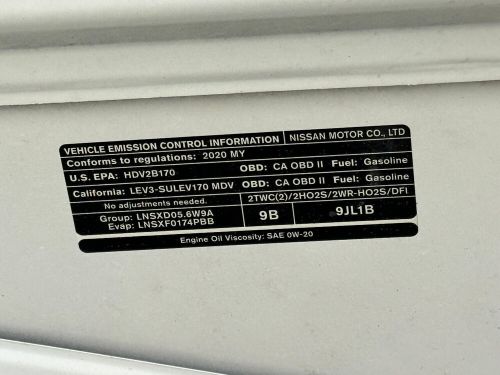 VEHICLE EMISSION CONTROL INFORMATION NISSAN MOTOR CO., LTD
Conforms to regulations: 2020 MY
U.S. EPA: HDV2B170 OBD: CA OBD II Fuel: Gasoline
California: LEV3-SULEV170 MDV OBD: CA OBD II Fuel: Gasoline
No adjustments needed. 2TWC(2)/2HO2S/2WR-HO2S/DFI
Group: LNSXD05.6W9A 9B 9JL1B
Evap: LNSXF0174PBB
Engine Oil Viscosity: SAE 0W-20